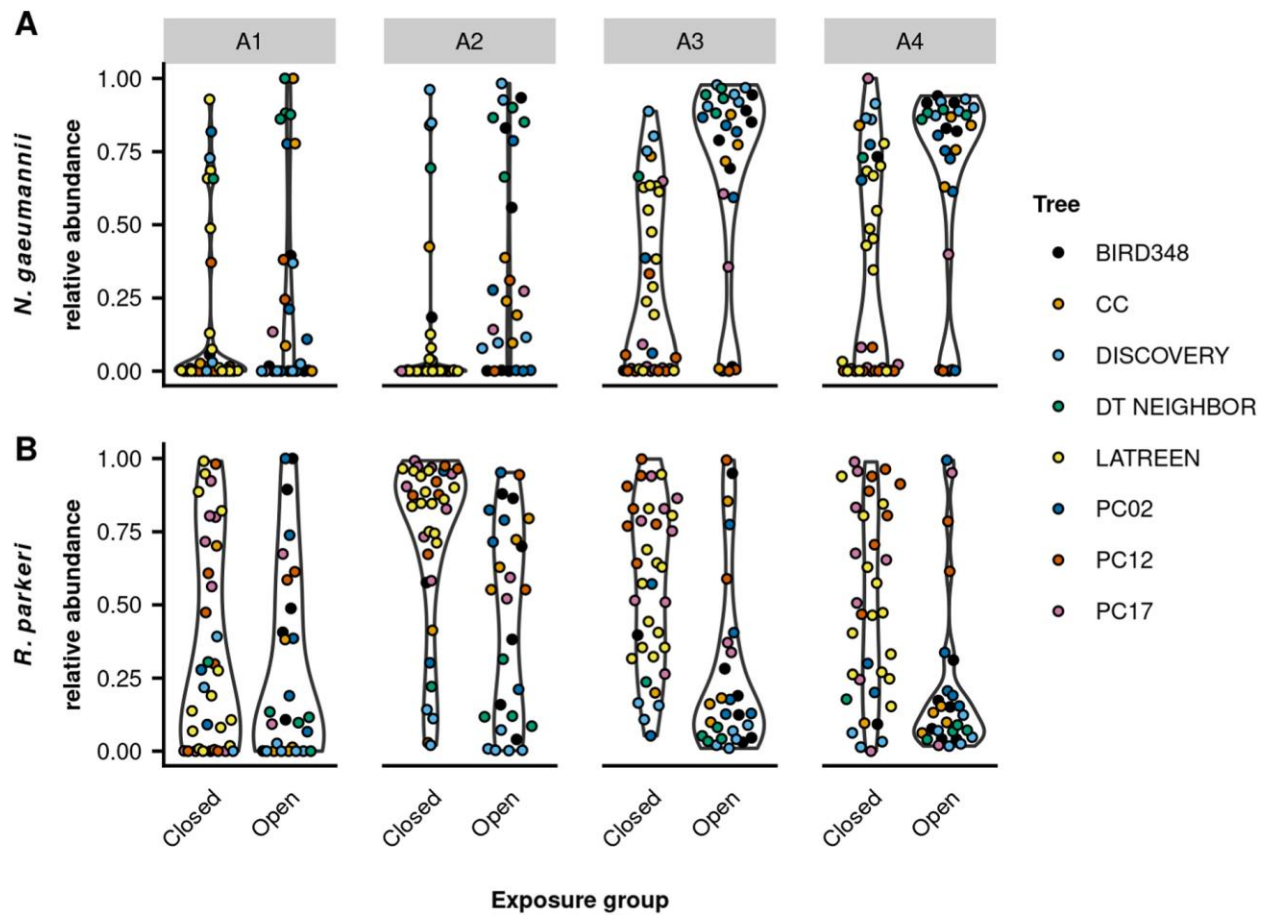 A
A1 A2 A3 A4
N. gaeumannii
relative abundance
1.00
0.75
0.50
0.25
0.00
B
R. parkeri
relative abundance
1.00
0.75
0.50
0.25
0.00
Closed Open Closed Open Closed Open Closed Open
Exposure group
Tree
BIRD348
CC
DISCOVERY
DT NEIGHBOR
LATREEN
PC02
PC12
PC17